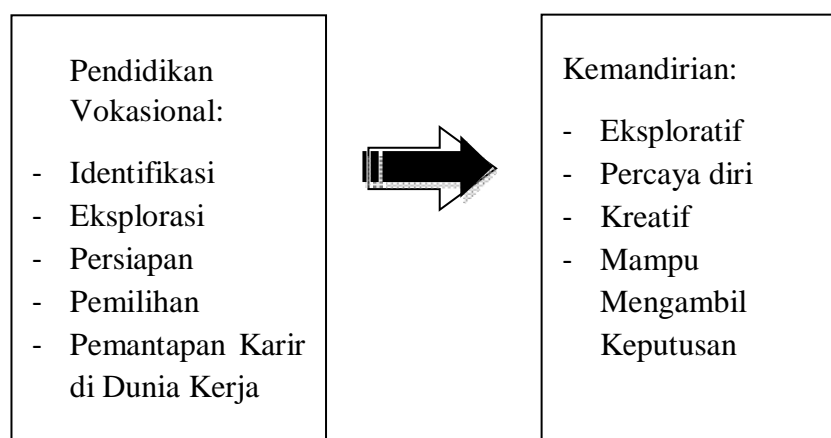 Pendidikan
Vokasional:
- Identifikasi
- Eksplorasi
- Persiapan
- Pemilihan
- Pemantapan Karir
di Dunia Kerja
Kemandirian:
- Eksploratif
- Percaya diri
- Kreatif
- Mampu
Mengambil
Keputusan